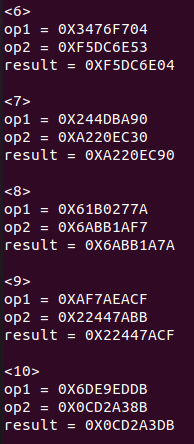 <6>
op1 = 0X3476F704
op2 = 0XF5DC6E53
result = 0XF5DC6E04
<7>
op1 = 0X244DBA90
op2 = 0XA220EC30
result = 0XA220EC90
<8>
op1 = 0X61B0277A
op2 = 0X6ABB1AF7
result = 0X6ABB1A7A
<9>
op1 = 0XAF7AEACF
op2 = 0X22447ABB
result = 0X22447ACF
<10>
op1 = 0X6DE9EDDB
op2 = 0X0CD2A38B
result = 0X0CD2A3DB